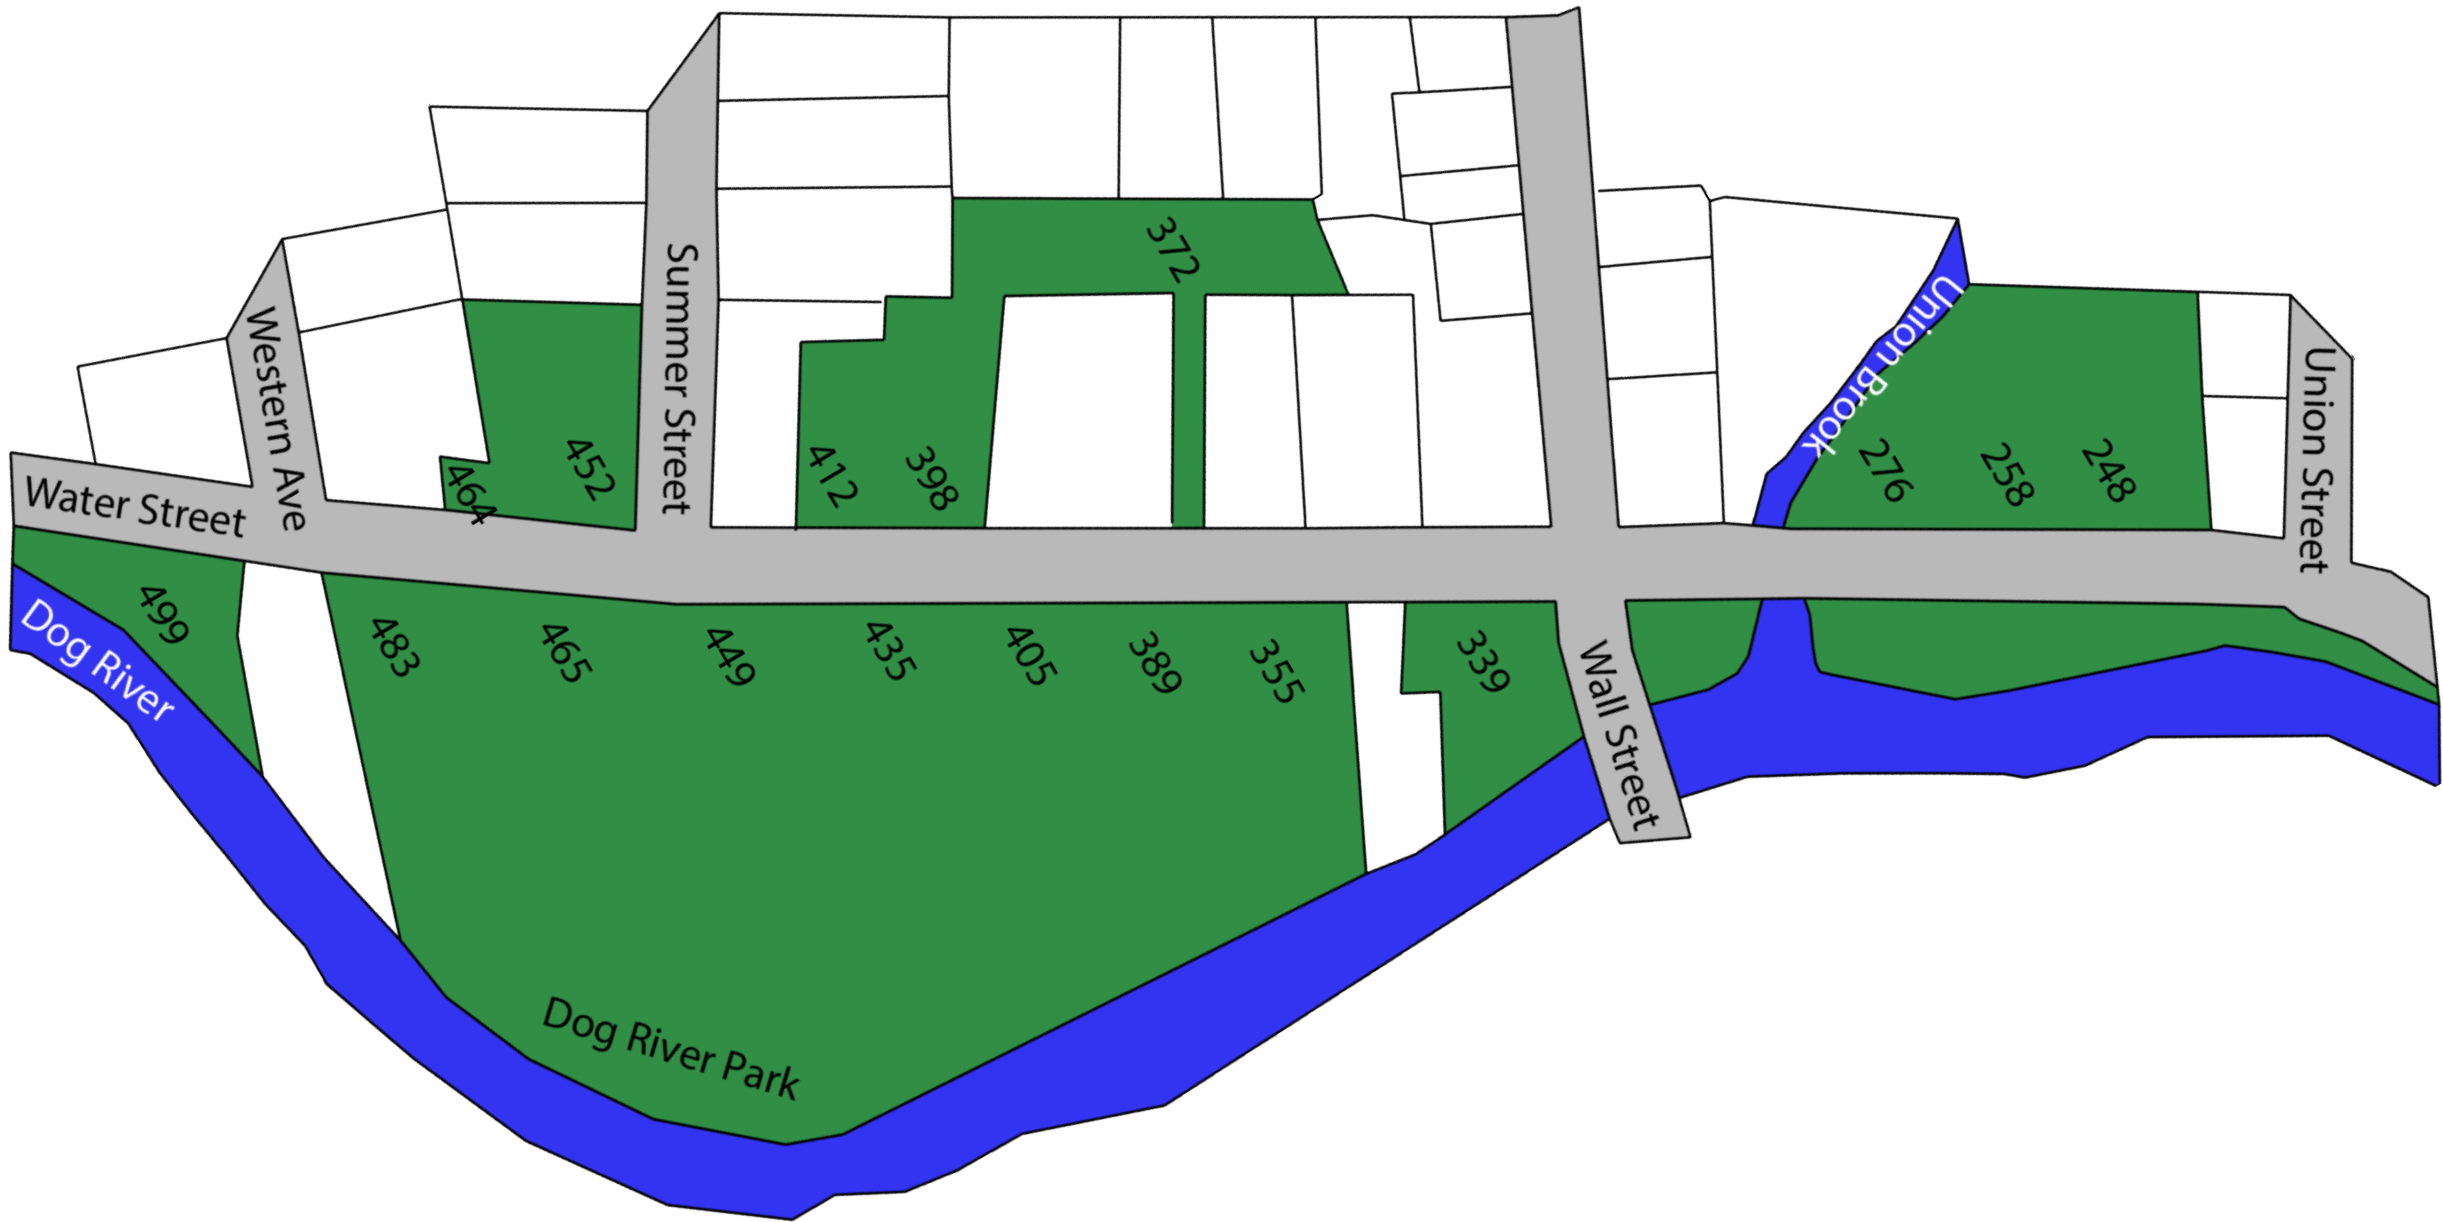 372
Summer Street
Western Ave
Water Street
464
452
412
398
Union Brook
276
258
248
Union Street
499
Dog River
483
465
449
435
405
389
355
339
Wall Street
Dog River Park